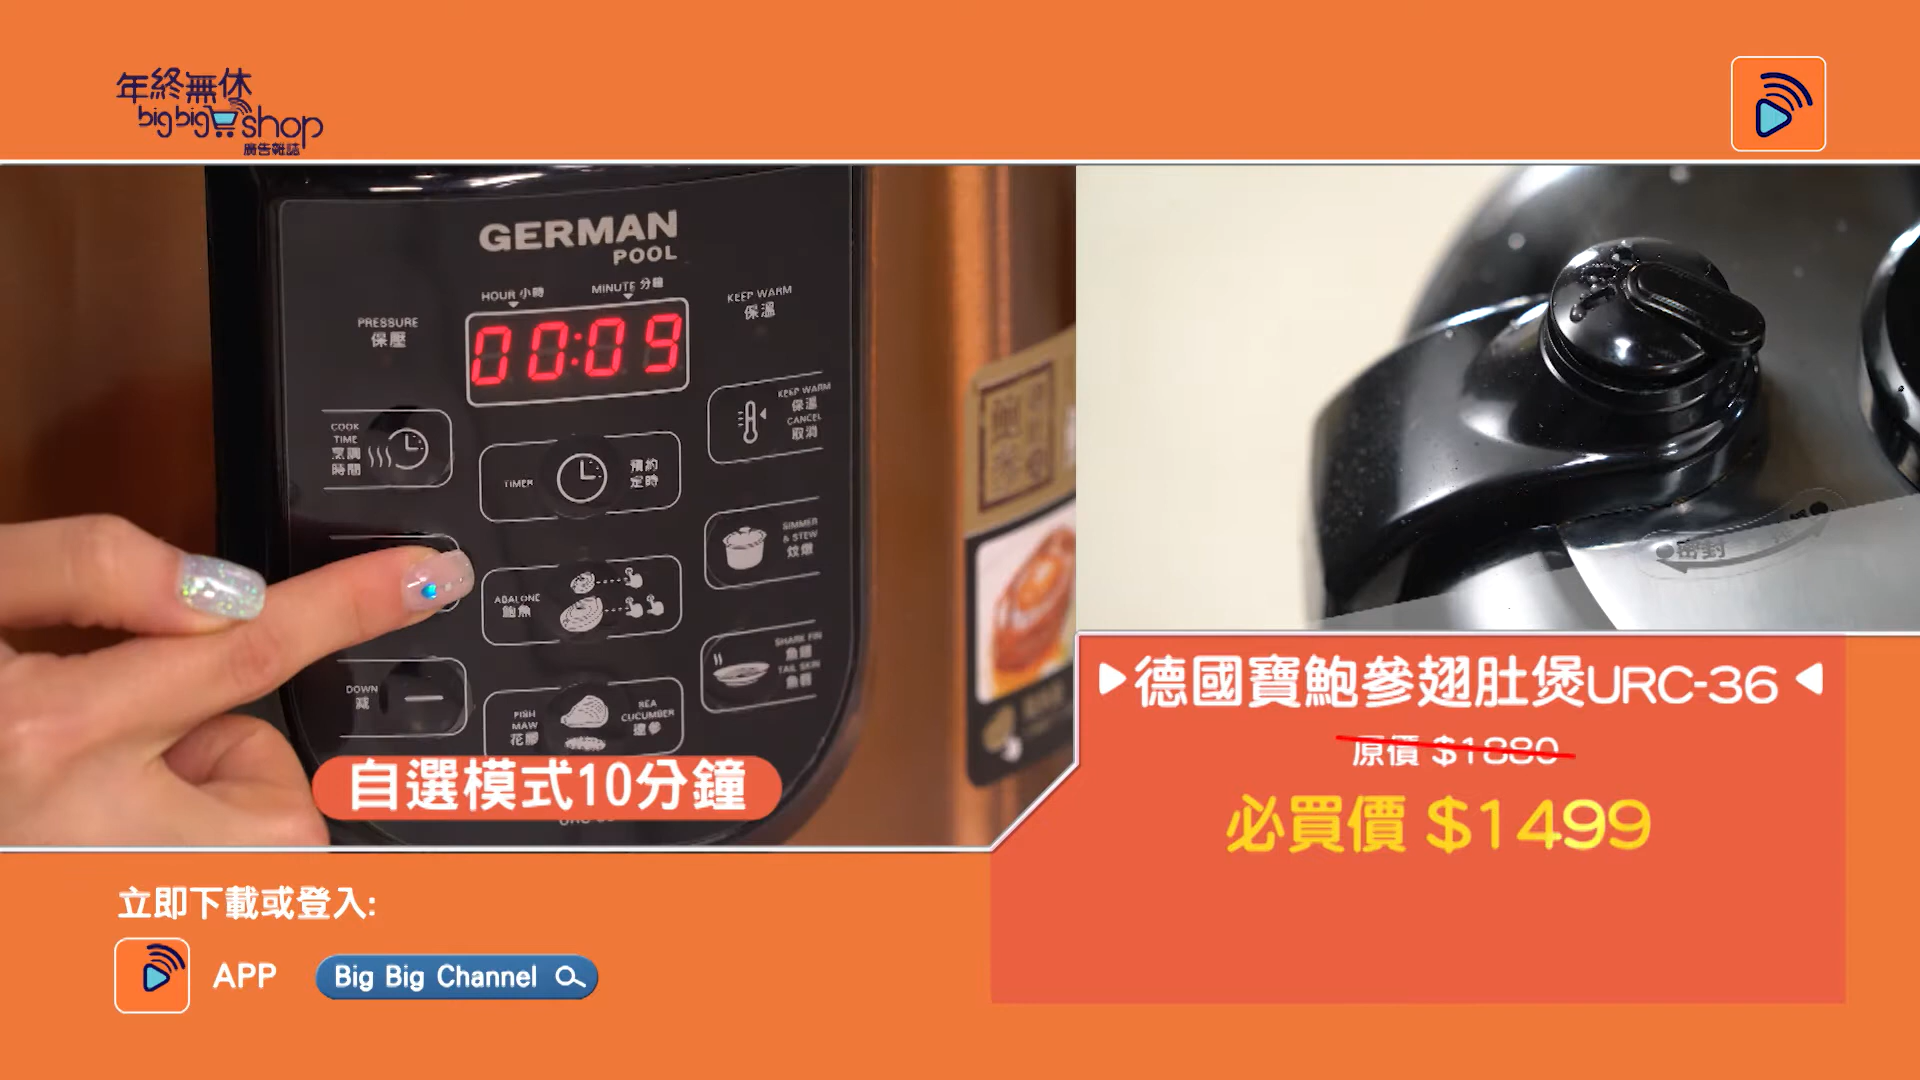 年終無休
big big shop
廣告雜誌
GERMAN
POOL
HOUR 小時
MINUTE 分鐘
KEEP WARM
保溫
PRESSURE
保壓
00:09
COOK
TIME
烹調
時間
TIMER
預約
定時
KEEP WARM
保溫
CANCEL
取消
SIMMER
& STEW
炆燉
ABALONE
鮑魚
DOWN
減
FISH
MAW
花膠
SEA
CUCUMBER
遼參
SHARK FIN
魚翅
TAIL SKIN
魚唇
自選模式10分鐘
密封
德國寶鮑參翅肚煲URC-36
原價 $1880
必買價 $1499
立即下載或登入:
APP
Big Big Channel